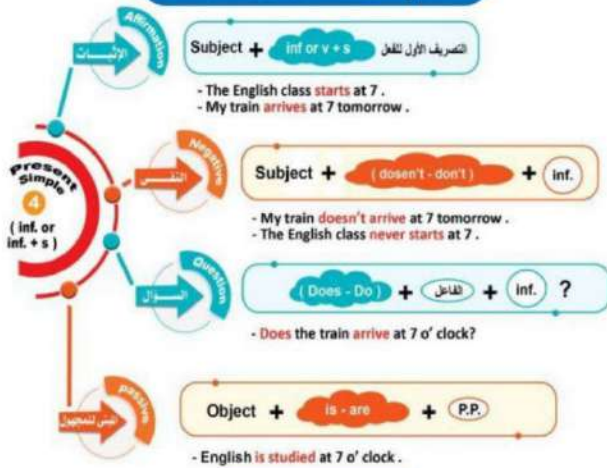 Affirmation
الإثبات
Subject + inf or v + s التصريف الأول للفعل
- The English class starts at 7 .
- My train arrives at 7 tomorrow .
Present
Simple
4
( inf. or
inf. + s )
Negative
النفى
Subject + ( dosen't - don't ) + inf.
- My train doesn't arrive at 7 tomorrow .
- The English class never starts at 7 .
Question
السؤال
( Does - Do ) + الفاعل + inf. ?
- Does the train arrive at 7 o' clock?
passive
المبنى للمجهول
Object + is - are + P.P.
- English is studied at 7 o' clock .